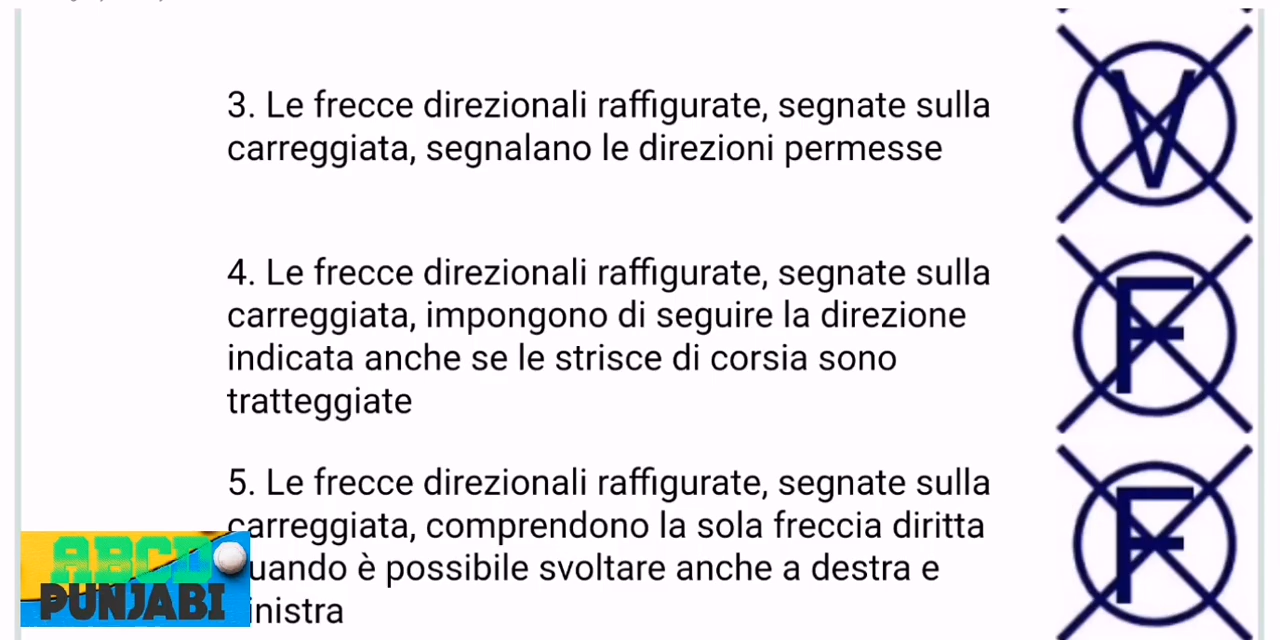 3. Le frecce direzionali raffigurate, segnate sulla
carreggiata, segnalano le direzioni permesse
V
4. Le frecce direzionali raffigurate, segnate sulla
carreggiata, impongono di seguire la direzione
indicata anche se le strisce di corsia sono
tratteggiate
F
5. Le frecce direzionali raffigurate, segnate sulla
carreggiata, comprendono la sola freccia diritta
uando è possibile svoltare anche a destra e
inistra
F
ABCD
PUNJABI